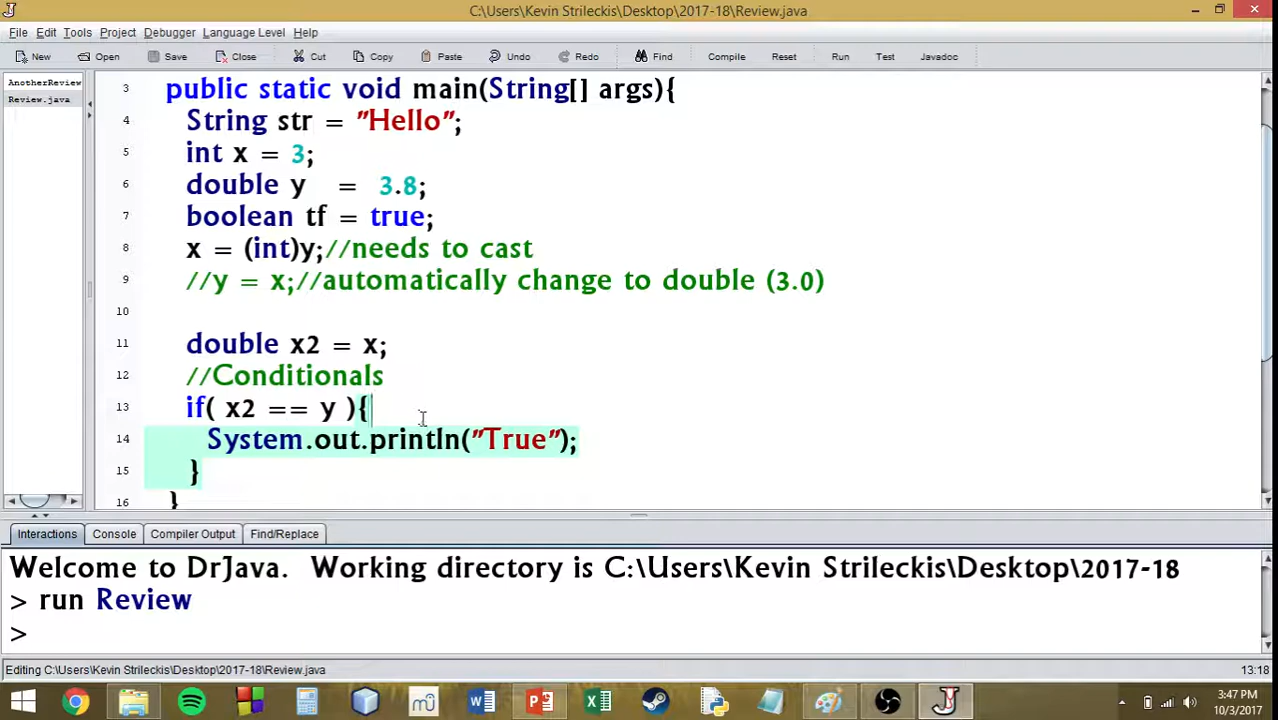 C:\Users\Kevin Strileckis\Desktop\2017-18\Review.java
File Edit Tools Project Debugger Language Level Help
New Open Save Close Cut Copy Paste Undo Redo Find Compile Reset Run Test Javadoc
AnotherReview
Review.java
3 public static void main(String[] args){
4 String str = "Hello";
5 int x = 3;
6 double y = 3.8;
7 boolean tf = true;
8 x = (int)y;//needs to cast
9 //y = x;//automatically change to double (3.0)
10
11 double x2 = x;
12 //Conditionals
13 if( x2 == y ){
14 System.out.println("True");
15 }
16 }
Interactions Console Compiler Output Find/Replace
Welcome to DrJava. Working directory is C:\Users\Kevin Strileckis\Desktop\2017-18
> run Review
>
Editing C:\Users\Kevin Strileckis\Desktop\2017-18\Review.java 13:18
3:47 PM
10/3/2017